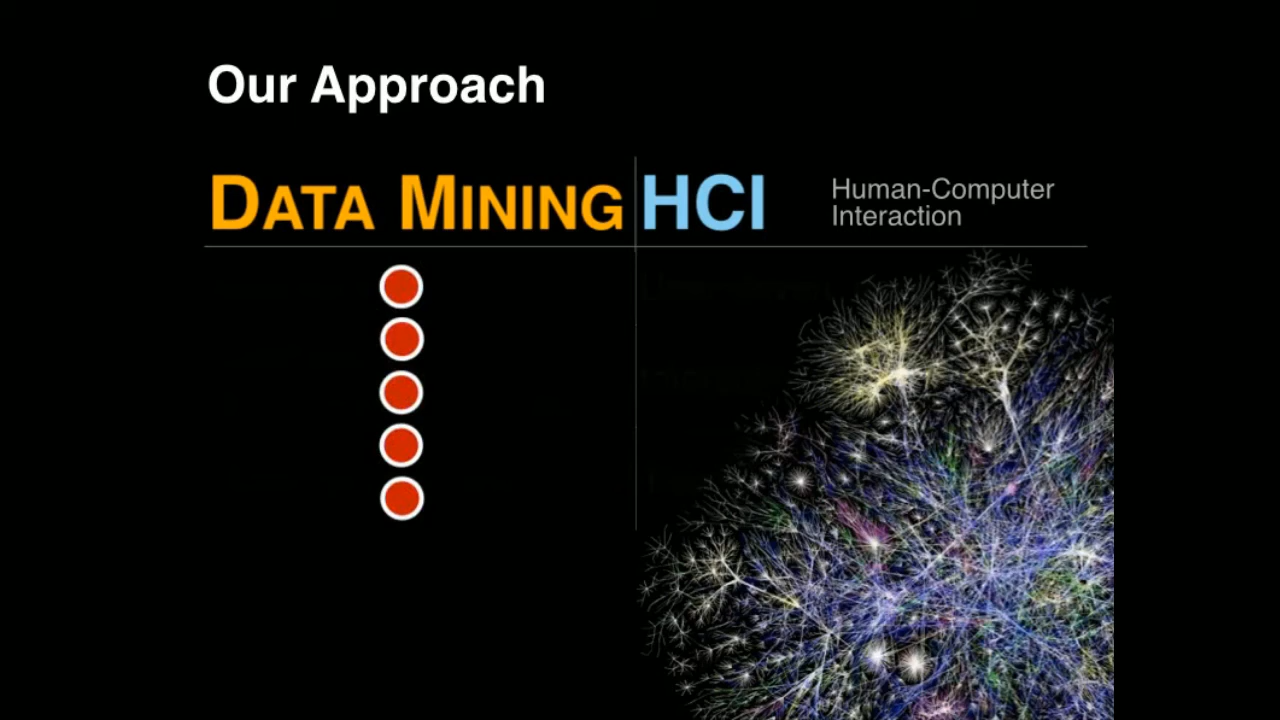 Our Approach
DATA MINING HCI
Human-Computer
Interaction